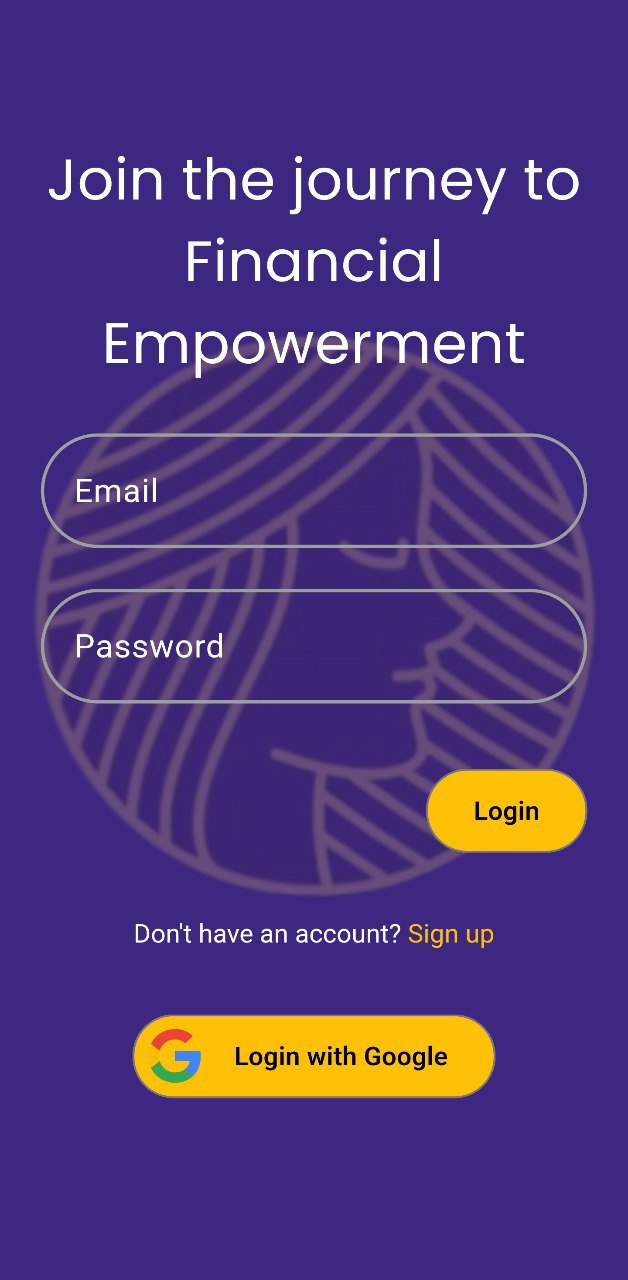 Join the journey to
Financial
Empowerment
Email
Password
Login
Don't have an account? Sign up
Login with Google